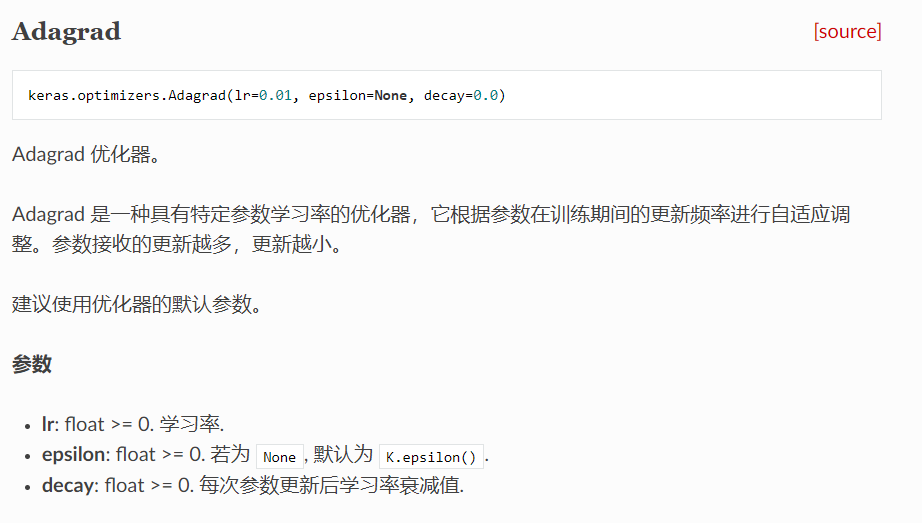 Adagrad
[source]
keras.optimizers.Adagrad(lr=0.01, epsilon=None, decay=0.0)
Adagrad 优化器。
Adagrad 是一种具有特定参数学习率的优化器，它根据参数在训练期间的更新频率进行自适应调
整。参数接收的更新越多，更新越小。
建议使用优化器的默认参数。
参数
• lr: float >= 0. 学习率.
• epsilon: float >= 0. 若为 None , 默认为 K.epsilon() .
• decay: float >= 0. 每次参数更新后学习率衰减值.